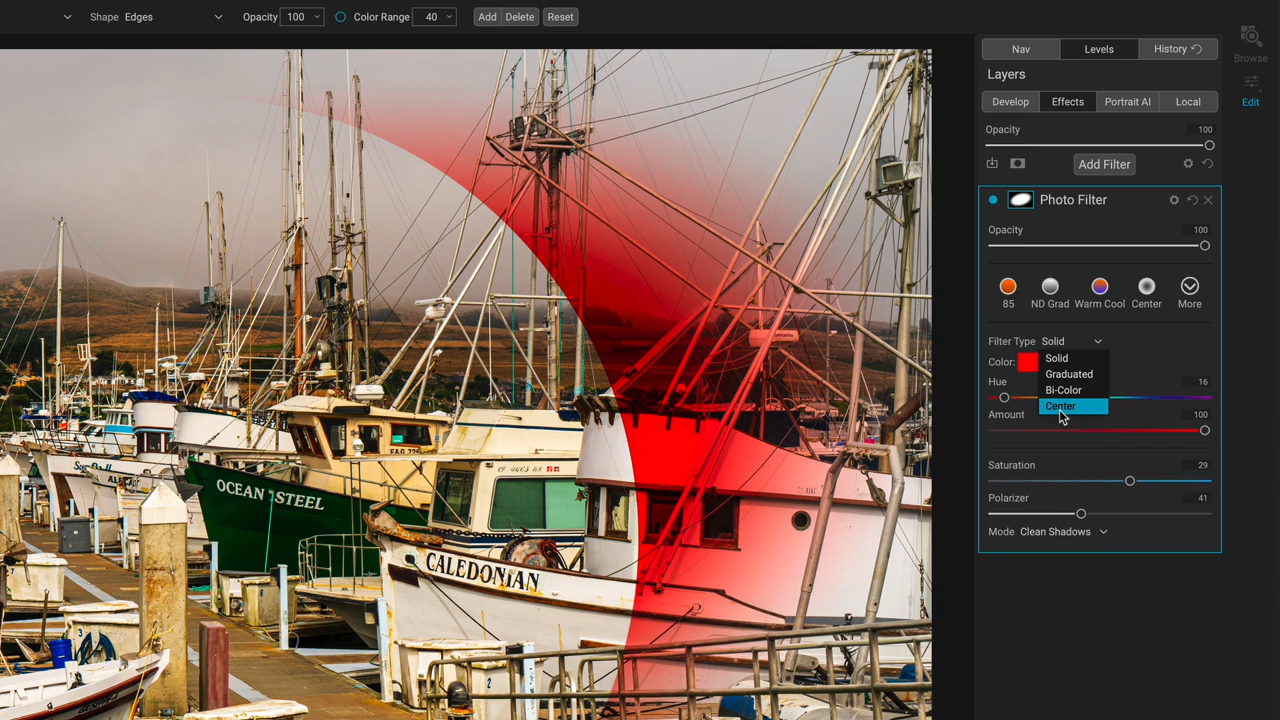 Shape Edges Opacity 100 Color Range 40 Add Delete Reset
Browse
Edit
Nav Levels History
Layers
Develop Effects Portrait AI Local
Opacity 100
Add Filter
Photo Filter
Opacity 100
85 ND Grad Warm Cool Center More
Filter Type Solid
Color:
Solid
Graduated
Bi-Color
Center
Hue 16
Amount 100
Saturation 29
Polarizer 41
Mode Clean Shadows
OCEAN STEEL
CALEDONIAN